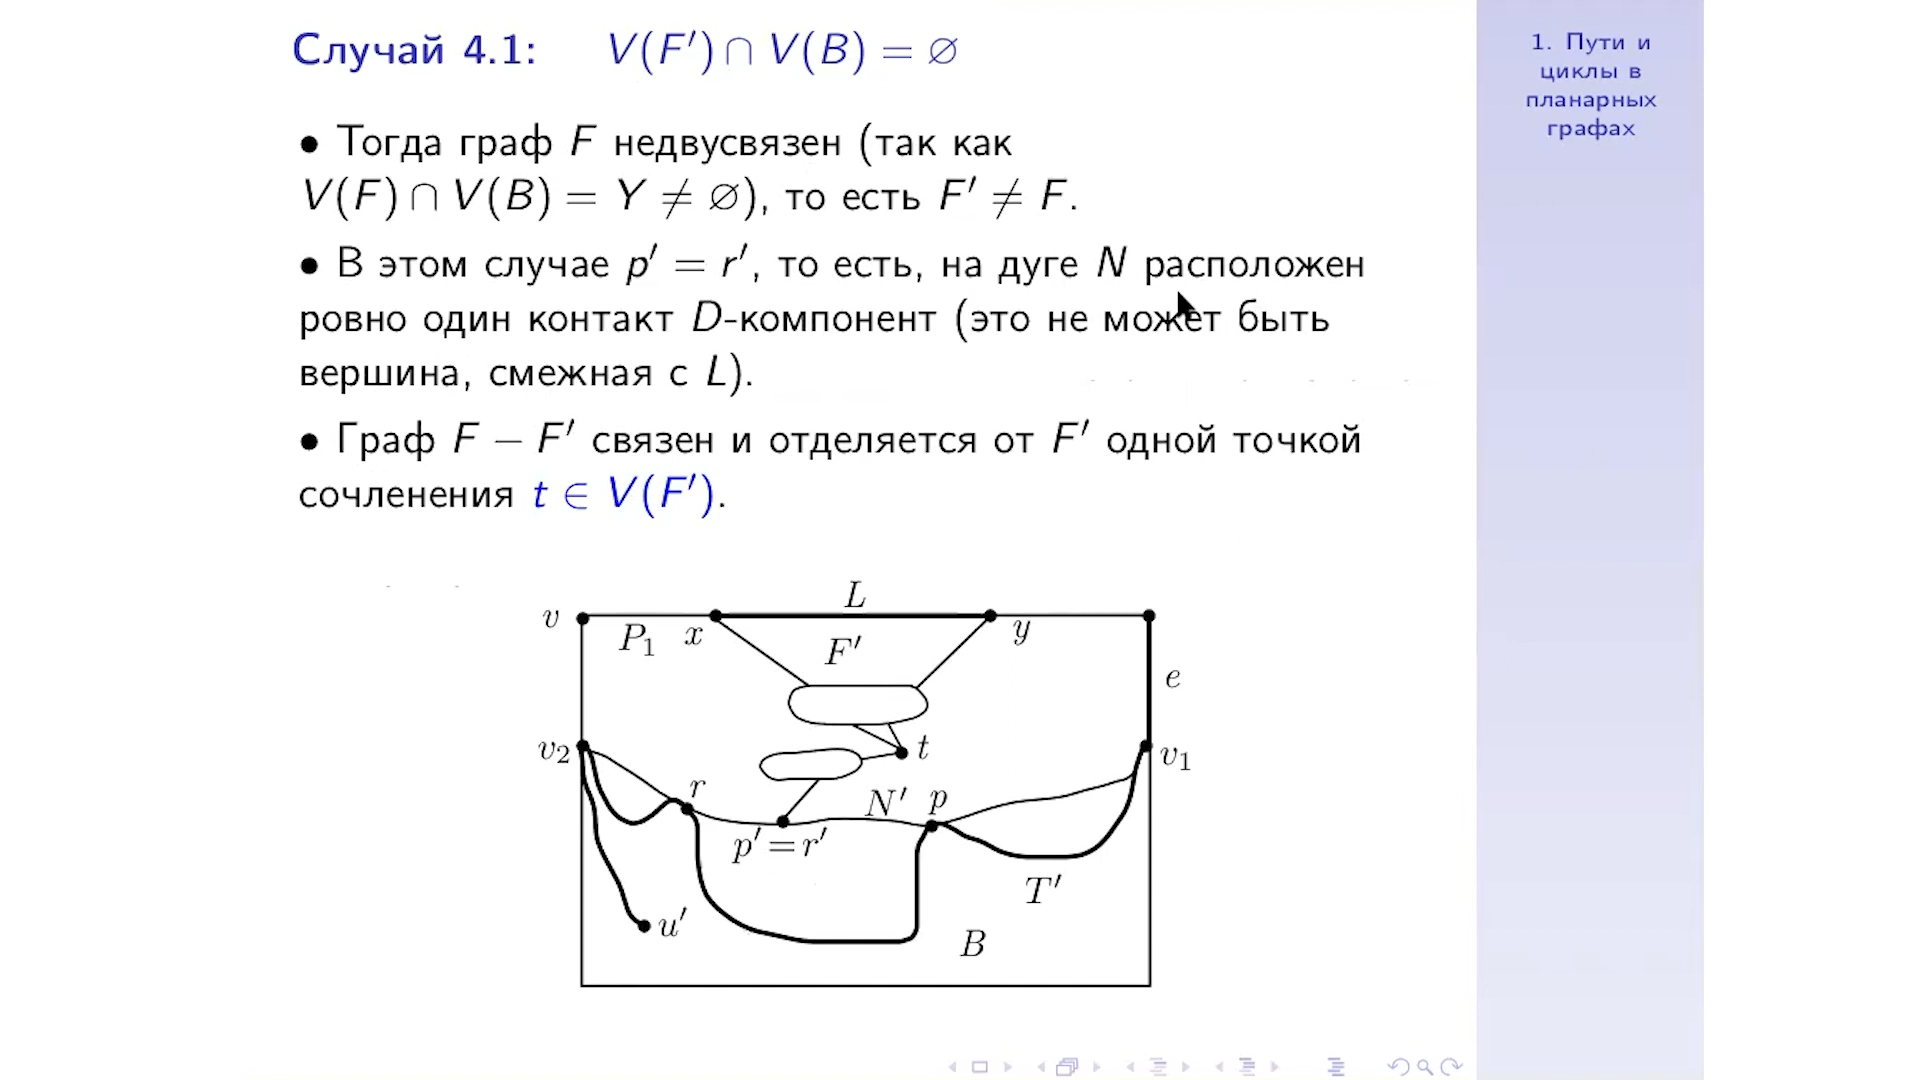 Случай 4.1: V(F′) ∩ V(B) = ∅
• Тогда граф F недвусвязен (так как
V(F) ∩ V(B) = Y ≠ ∅), то есть F′ ≠ F.
• В этом случае p′ = r′, то есть, на дуге N расположен
ровно один контакт D-компонент (это не может быть
вершина, смежная с L).
• Граф F − F′ связен и отделяется от F′ одной точкой
сочленения t ∈ V(F′).
1. Пути и
циклы в
планарных
графах
L
v P₁ x F′ y
e
v₂ t v₁
r N′ p
p′ = r′
T′
u′ B